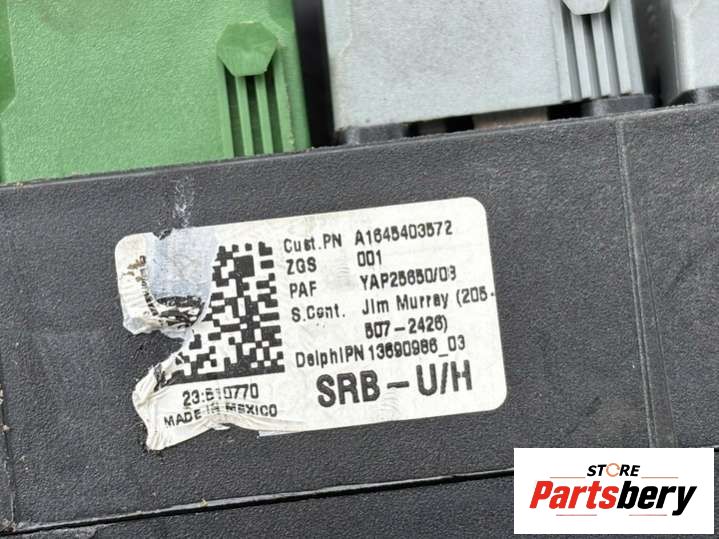 Cust.PN A1645403572
ZGS 001
PAF YAP25650/09
S.Cont. Jim Murray (205-
507-2426)
DelphiPN 13690986_03
SRB-U/H
23:510770
MADE IN MEXICO
STORE
Partsbery